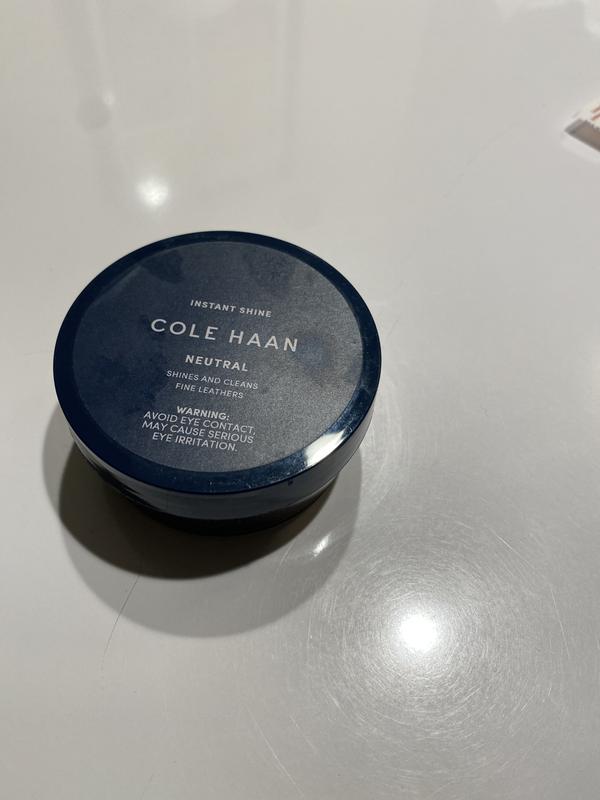 INSTANT SHINE
COLE HAAN
NEUTRAL
SHINES AND CLEANS
FINE LEATHERS
WARNING:
AVOID EYE CONTACT.
MAY CAUSE SERIOUS
EYE IRRITATION.